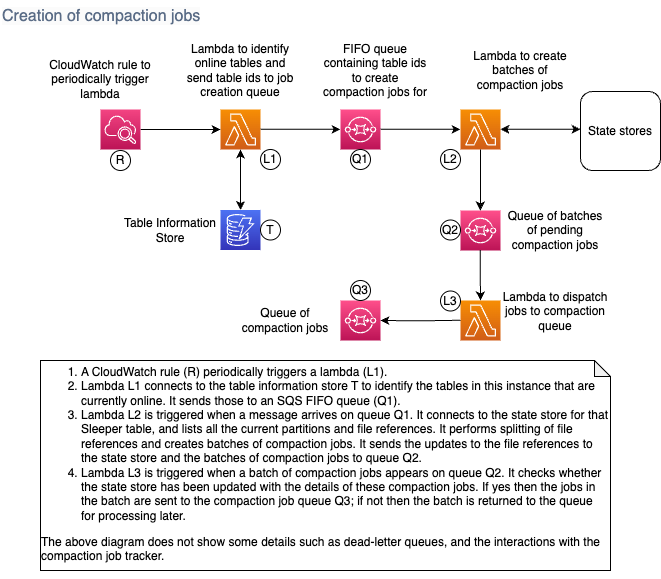 Creation of compaction jobs
CloudWatch rule to
periodically trigger
lambda
Lambda to identify
online tables and
send table ids to job
creation queue
FIFO queue
containing table ids
to create
compaction jobs for
Lambda to create
batches of
compaction jobs
State stores
R
L1
Q1
L2
Table Information
Store
T
Q2
Queue of batches
of pending
compaction jobs
Q3
Queue of
compaction jobs
L3
Lambda to dispatch
jobs to compaction
queue
1. A CloudWatch rule (R) periodically triggers a lambda (L1).
2. Lambda L1 connects to the table information store T to identify the tables in this instance that are
currently online. It sends those to an SQS FIFO queue (Q1).
3. Lambda L2 is triggered when a message arrives on queue Q1. It connects to the state store for that
Sleeper table, and lists all the current partitions and file references. It performs splitting of file
references and creates batches of compaction jobs. It sends the updates to the file references to
the state store and the batches of compaction jobs to queue Q2.
4. Lambda L3 is triggered when a batch of compaction jobs appears on queue Q2. It checks whether
the state store has been updated with the details of these compaction jobs. If yes then the jobs in
the batch are sent to the compaction job queue Q3; if not then the batch is returned to the queue
for processing later.
The above diagram does not show some details such as dead-letter queues, and the interactions with the
compaction job tracker.